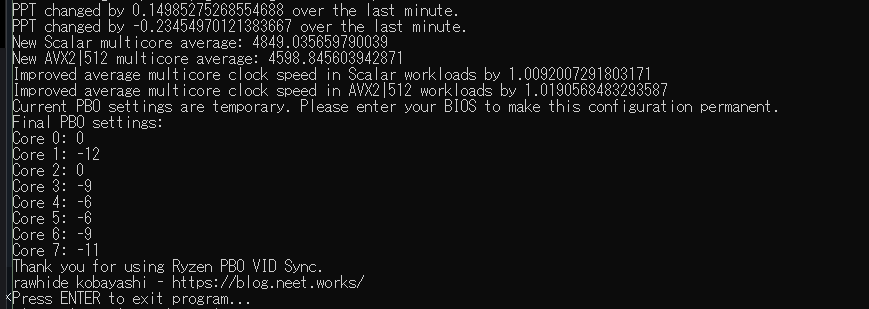 PPT changed by 0.14985275268554688 over the last minute.
PPT changed by -0.23454970121383667 over the last minute.
New Scalar multicore average: 4849.035659790039
New AVX2|512 multicore average: 4598.845603942871
Improved average multicore clock speed in Scalar workloads by 1.0092007291803171
Improved average multicore clock speed in AVX2|512 workloads by 1.0190568483293587
Current PBO settings are temporary. Please enter your BIOS to make this configuration permanent.
Final PBO settings:
Core 0: 0
Core 1: -12
Core 2: 0
Core 3: -9
Core 4: -6
Core 5: -6
Core 6: -9
Core 7: -11
Thank you for using Ryzen PBO VID Sync.
rawhide kobayashi - https://blog.neet.works/
Press ENTER to exit program...